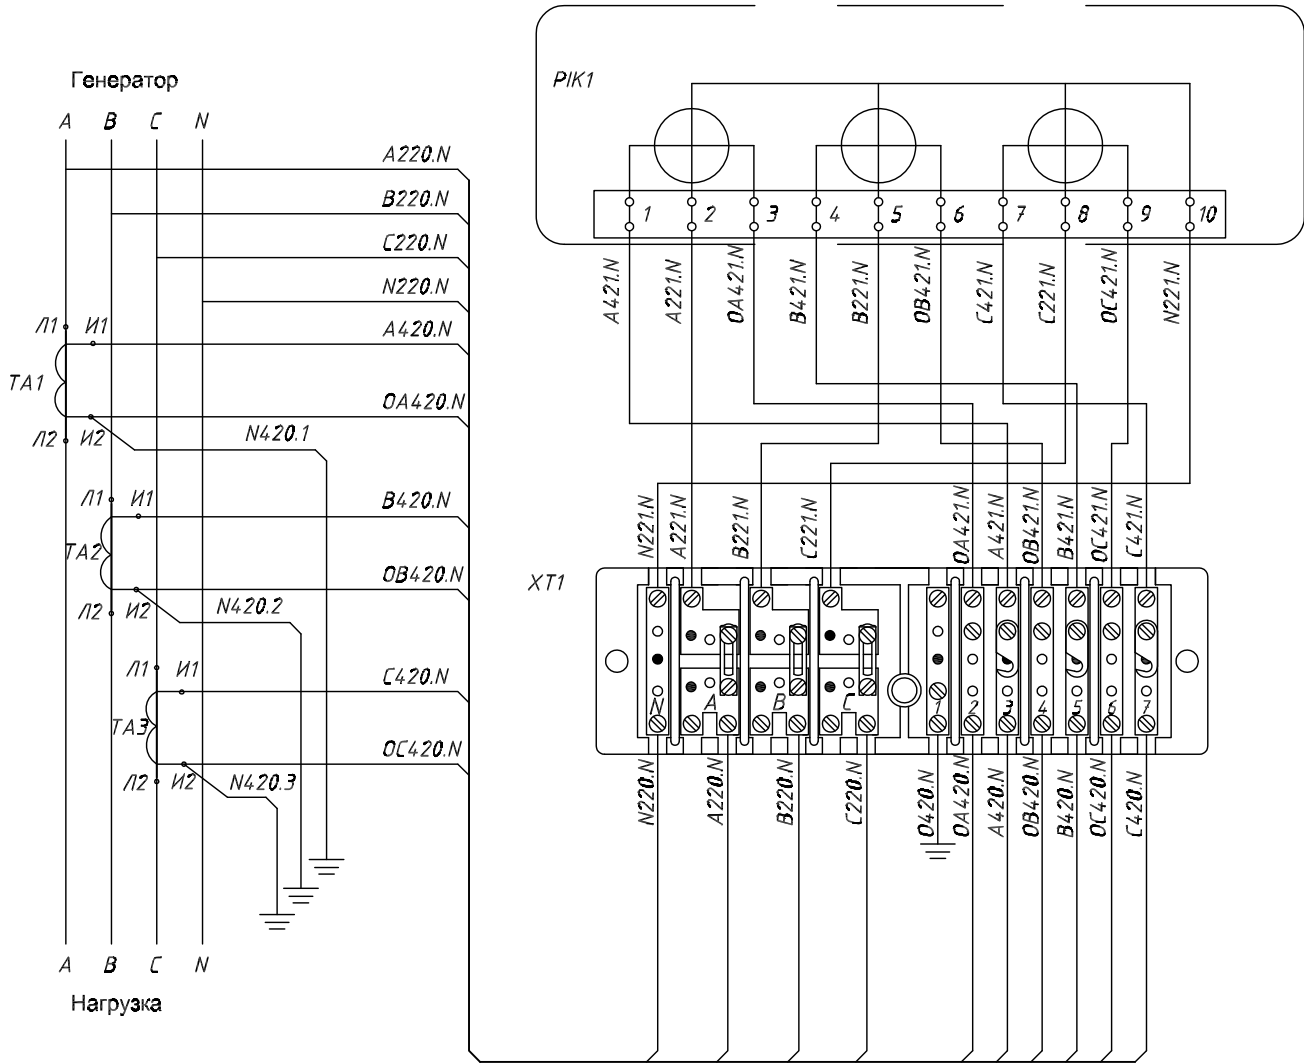 Генератор
A B C N
A220.N
B220.N
C220.N
N220.N
Л1 И1
A420.N
TA1
OA420.N
Л2 И2
N420.1
Л1 И1
B420.N
TA2
OB420.N
Л2 И2
N420.2
Л1 И1
C420.N
TA3
OC420.N
Л2 И2
N420.3
A B C N
Нагрузка
PIK1
1 2 3 4 5 6 7 8 9 10
A421.N A221.N OA421.N B421.N B221.N OB421.N C421.N C221.N OC421.N N221.N
N221.N A221.N B221.N C221.N OA421.N A421.N OB421.N B421.N OC421.N C421.N
XT1
N A B C 1 2 3 4 5 6 7
N220.N A220.N B220.N C220.N O420.N OA420.N A420.N OB420.N B420.N OC420.N C420.N